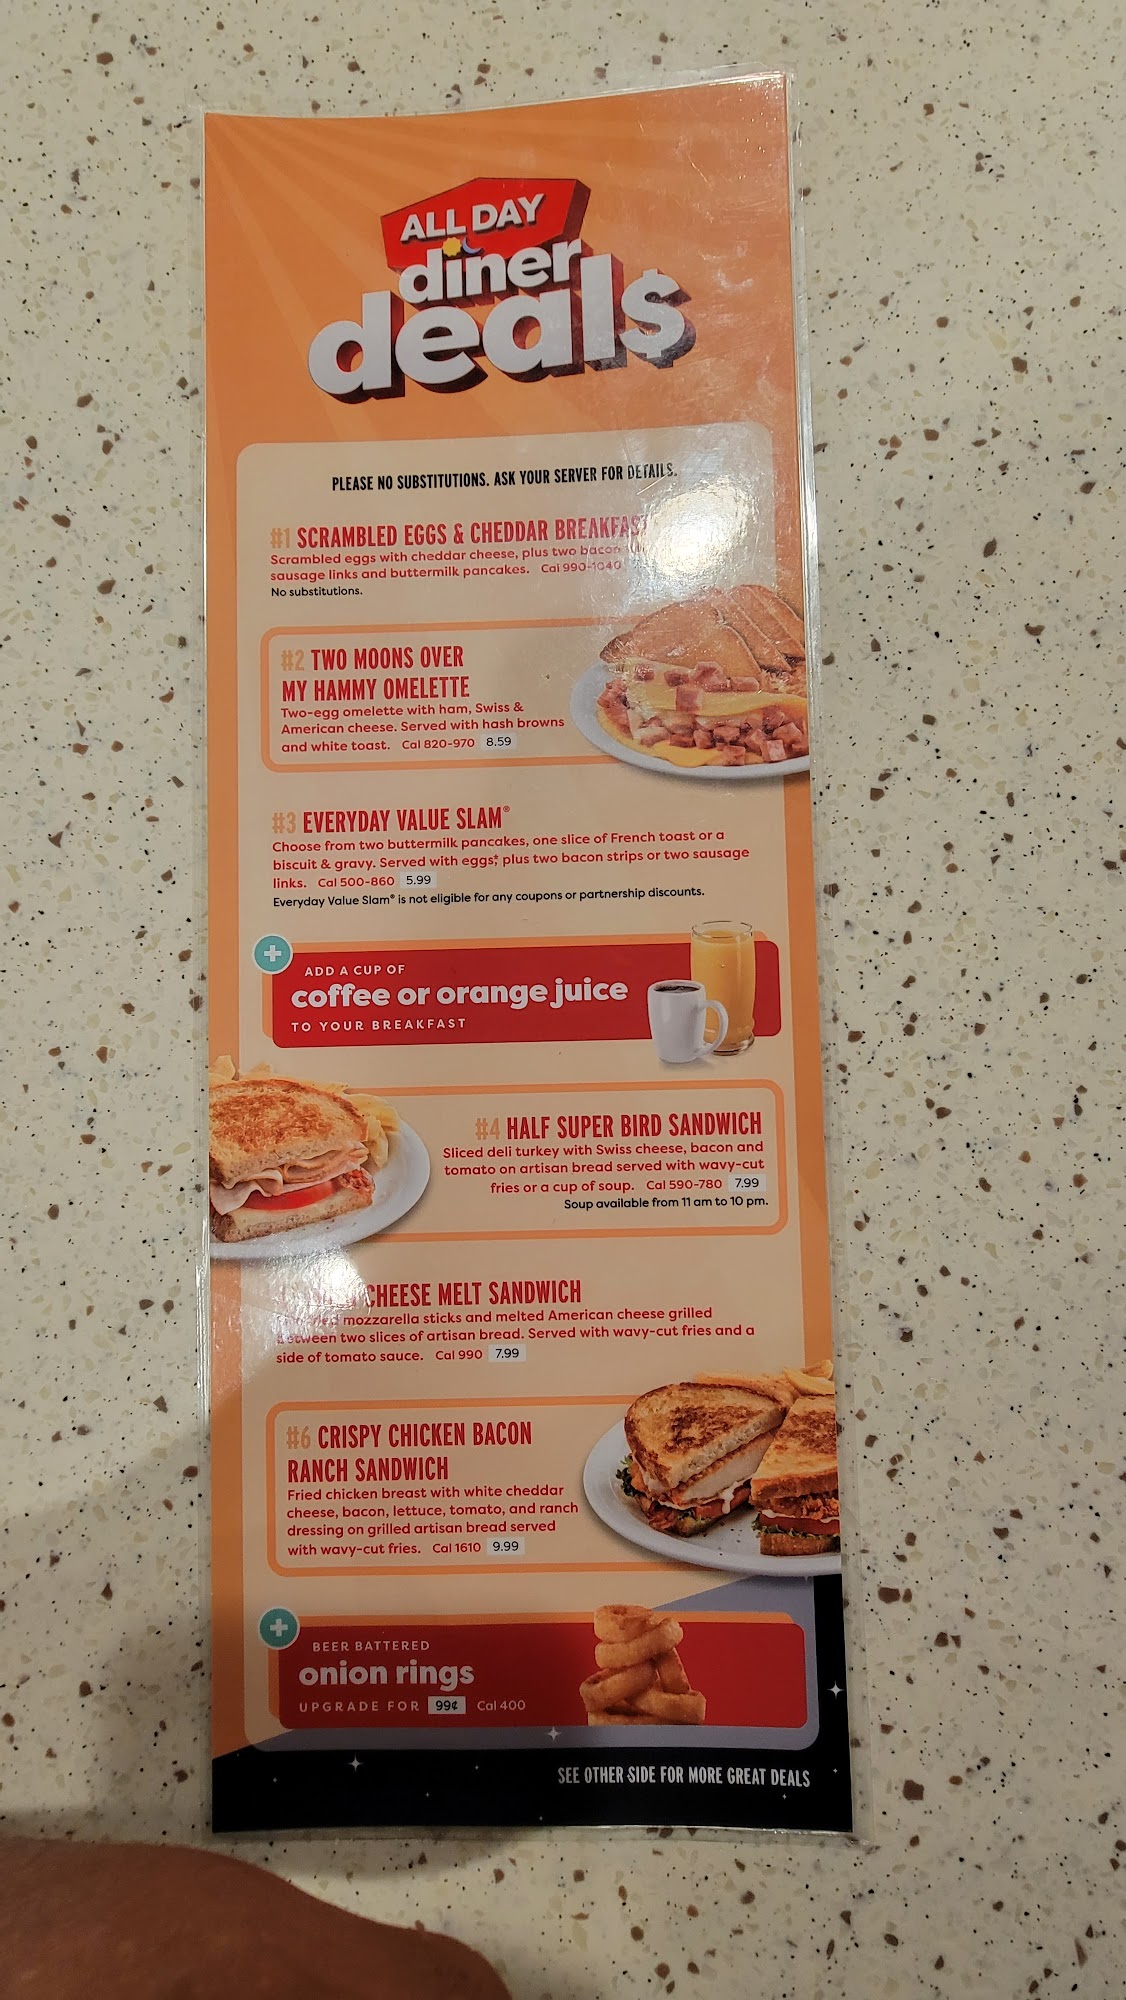 ALL DAY
diner
deal$
PLEASE NO SUBSTITUTIONS. ASK YOUR SERVER FOR DETAILS.
#1 SCRAMBLED EGGS & CHEDDAR BREAKFAST
Scrambled eggs with cheddar cheese, plus two bacon
sausage links and buttermilk pancakes. Cal 990-1040
No substitutions.
#2 TWO MOONS OVER
MY HAMMY OMELETTE
Two-egg omelette with ham, Swiss &
American cheese. Served with hash browns
and white toast. Cal 820-970 8.59
#3 EVERYDAY VALUE SLAM®
Choose from two buttermilk pancakes, one slice of French toast or a
biscuit & gravy. Served with eggs,* plus two bacon strips or two sausage
links. Cal 500-860 5.99
Everyday Value Slam® is not eligible for any coupons or partnership discounts.
+
ADD A CUP OF
coffee or orange juice
TO YOUR BREAKFAST
#4 HALF SUPER BIRD SANDWICH
Sliced deli turkey with Swiss cheese, bacon and
tomato on artisan bread served with wavy-cut
fries or a cup of soup. Cal 590-780 7.99
Soup available from 11 am to 10 pm.
CHEESE MELT SANDWICH
mozzarella sticks and melted American cheese grilled
between two slices of artisan bread. Served with wavy-cut fries and a
side of tomato sauce. Cal 990 7.99
#6 CRISPY CHICKEN BACON
RANCH SANDWICH
Fried chicken breast with white cheddar
cheese, bacon, lettuce, tomato, and ranch
dressing on grilled artisan bread served
with wavy-cut fries. Cal 1610 9.99
+
BEER BATTERED
onion rings
UPGRADE FOR 99¢ Cal 400
SEE OTHER SIDE FOR MORE GREAT DEALS